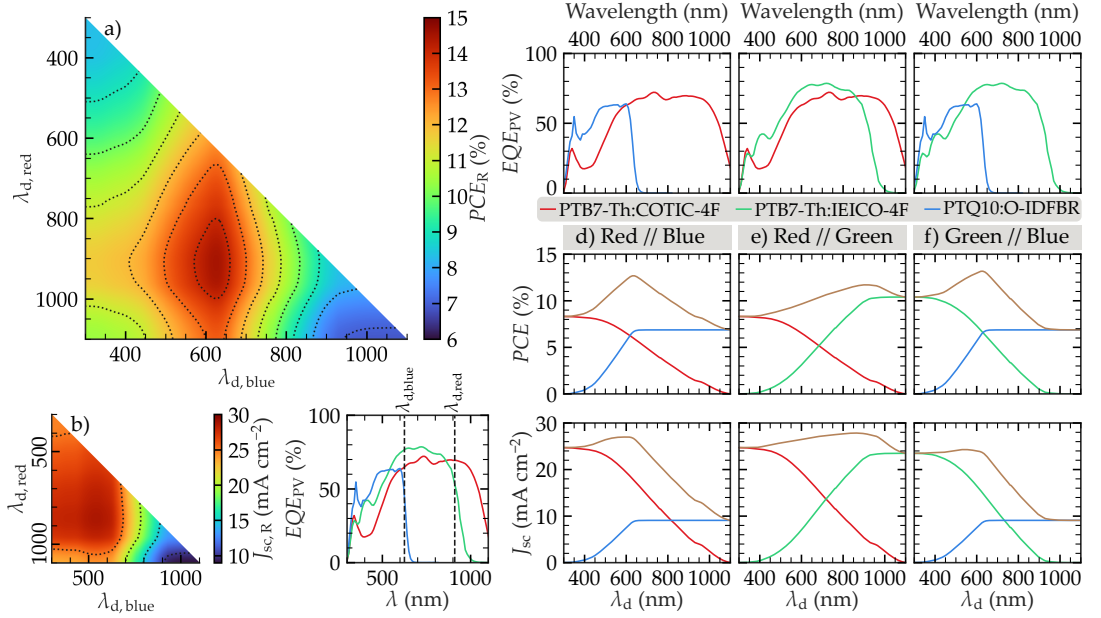 a)
400
600
800
1000
λd,red
400 600 800 1000
λd,blue
15
14
13
12
11
10
9
8
7
6
PCER (%)
b)
500
1000
λd,red
500 1000
λd,blue
30
25
20
15
10
Jsc,R (mA cm−2)
λd,blue
λd,red
100
50
0
EQEPV (%)
500 700 900 1100
λ (nm)
Wavelength (nm) Wavelength (nm) Wavelength (nm)
400 600 800 1000 400 600 800 1000 400 600 800 1000
100
50
0
EQEPV (%)
PTB7-Th:COTIC-4F PTB7-Th:IEICO-4F PTQ10:O-IDFBR
d) Red // Blue e) Red // Green f) Green // Blue
15
10
5
0
PCE (%)
30
20
10
0
Jsc (mA cm−2)
400 600 800 1000 400 600 800 1000 400 600 800 1000
λd (nm) λd (nm) λd (nm)